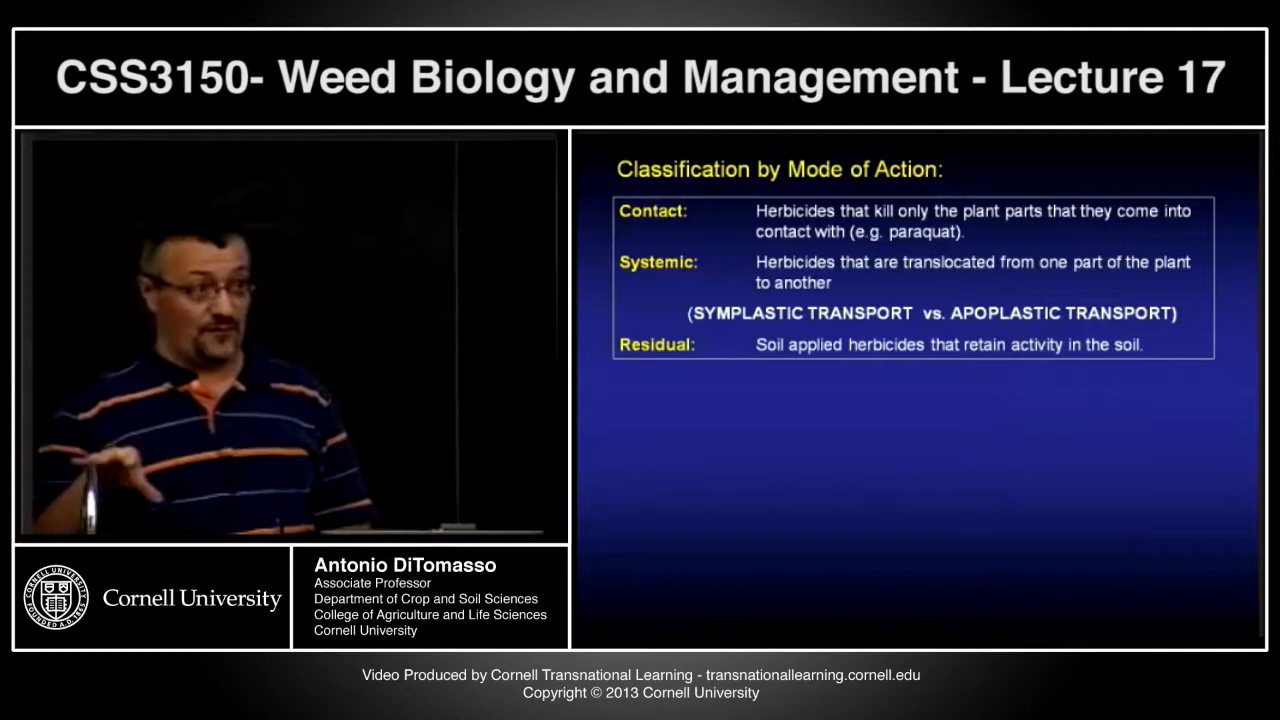 CSS3150- Weed Biology and Management - Lecture 17
Classification by Mode of Action:
Contact: Herbicides that kill only the plant parts that they come into
contact with (e.g. paraquat).
Systemic: Herbicides that are translocated from one part of the plant
to another
(SYMPLASTIC TRANSPORT vs. APOPLASTIC TRANSPORT)
Residual: Soil applied herbicides that retain activity in the soil.
Cornell University
Antonio DiTomasso
Associate Professor
Department of Crop and Soil Sciences
College of Agriculture and Life Sciences
Cornell University
Video Produced by Cornell Transnational Learning - transnationallearning.cornell.edu
Copyright © 2013 Cornell University